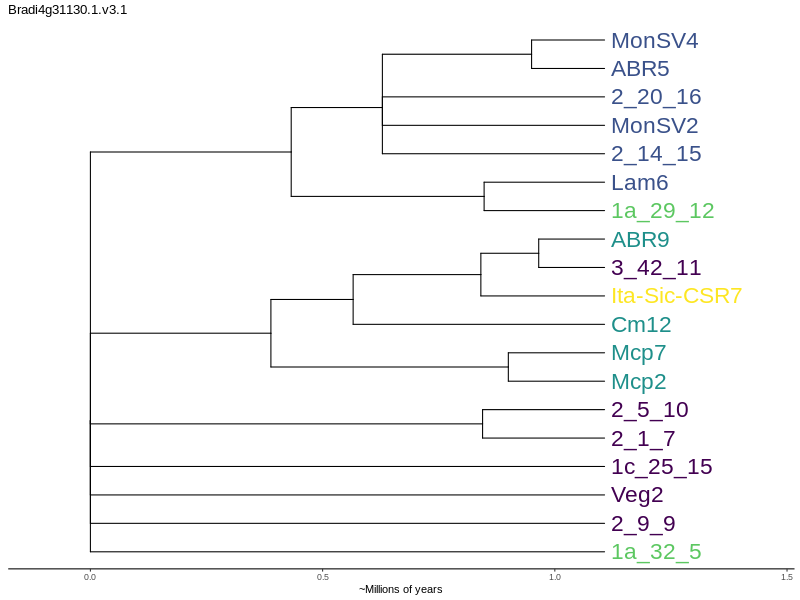 Bradi4g31130.1.v3.1
MonSV4
ABR5
2_20_16
MonSV2
2_14_15
Lam6
1a_29_12
ABR9
3_42_11
Ita-Sic-CSR7
Cm12
Mcp7
Mcp2
2_5_10
2_1_7
1c_25_15
Veg2
2_9_9
1a_32_5
0.0 0.5 1.0 1.5
~Millions of years